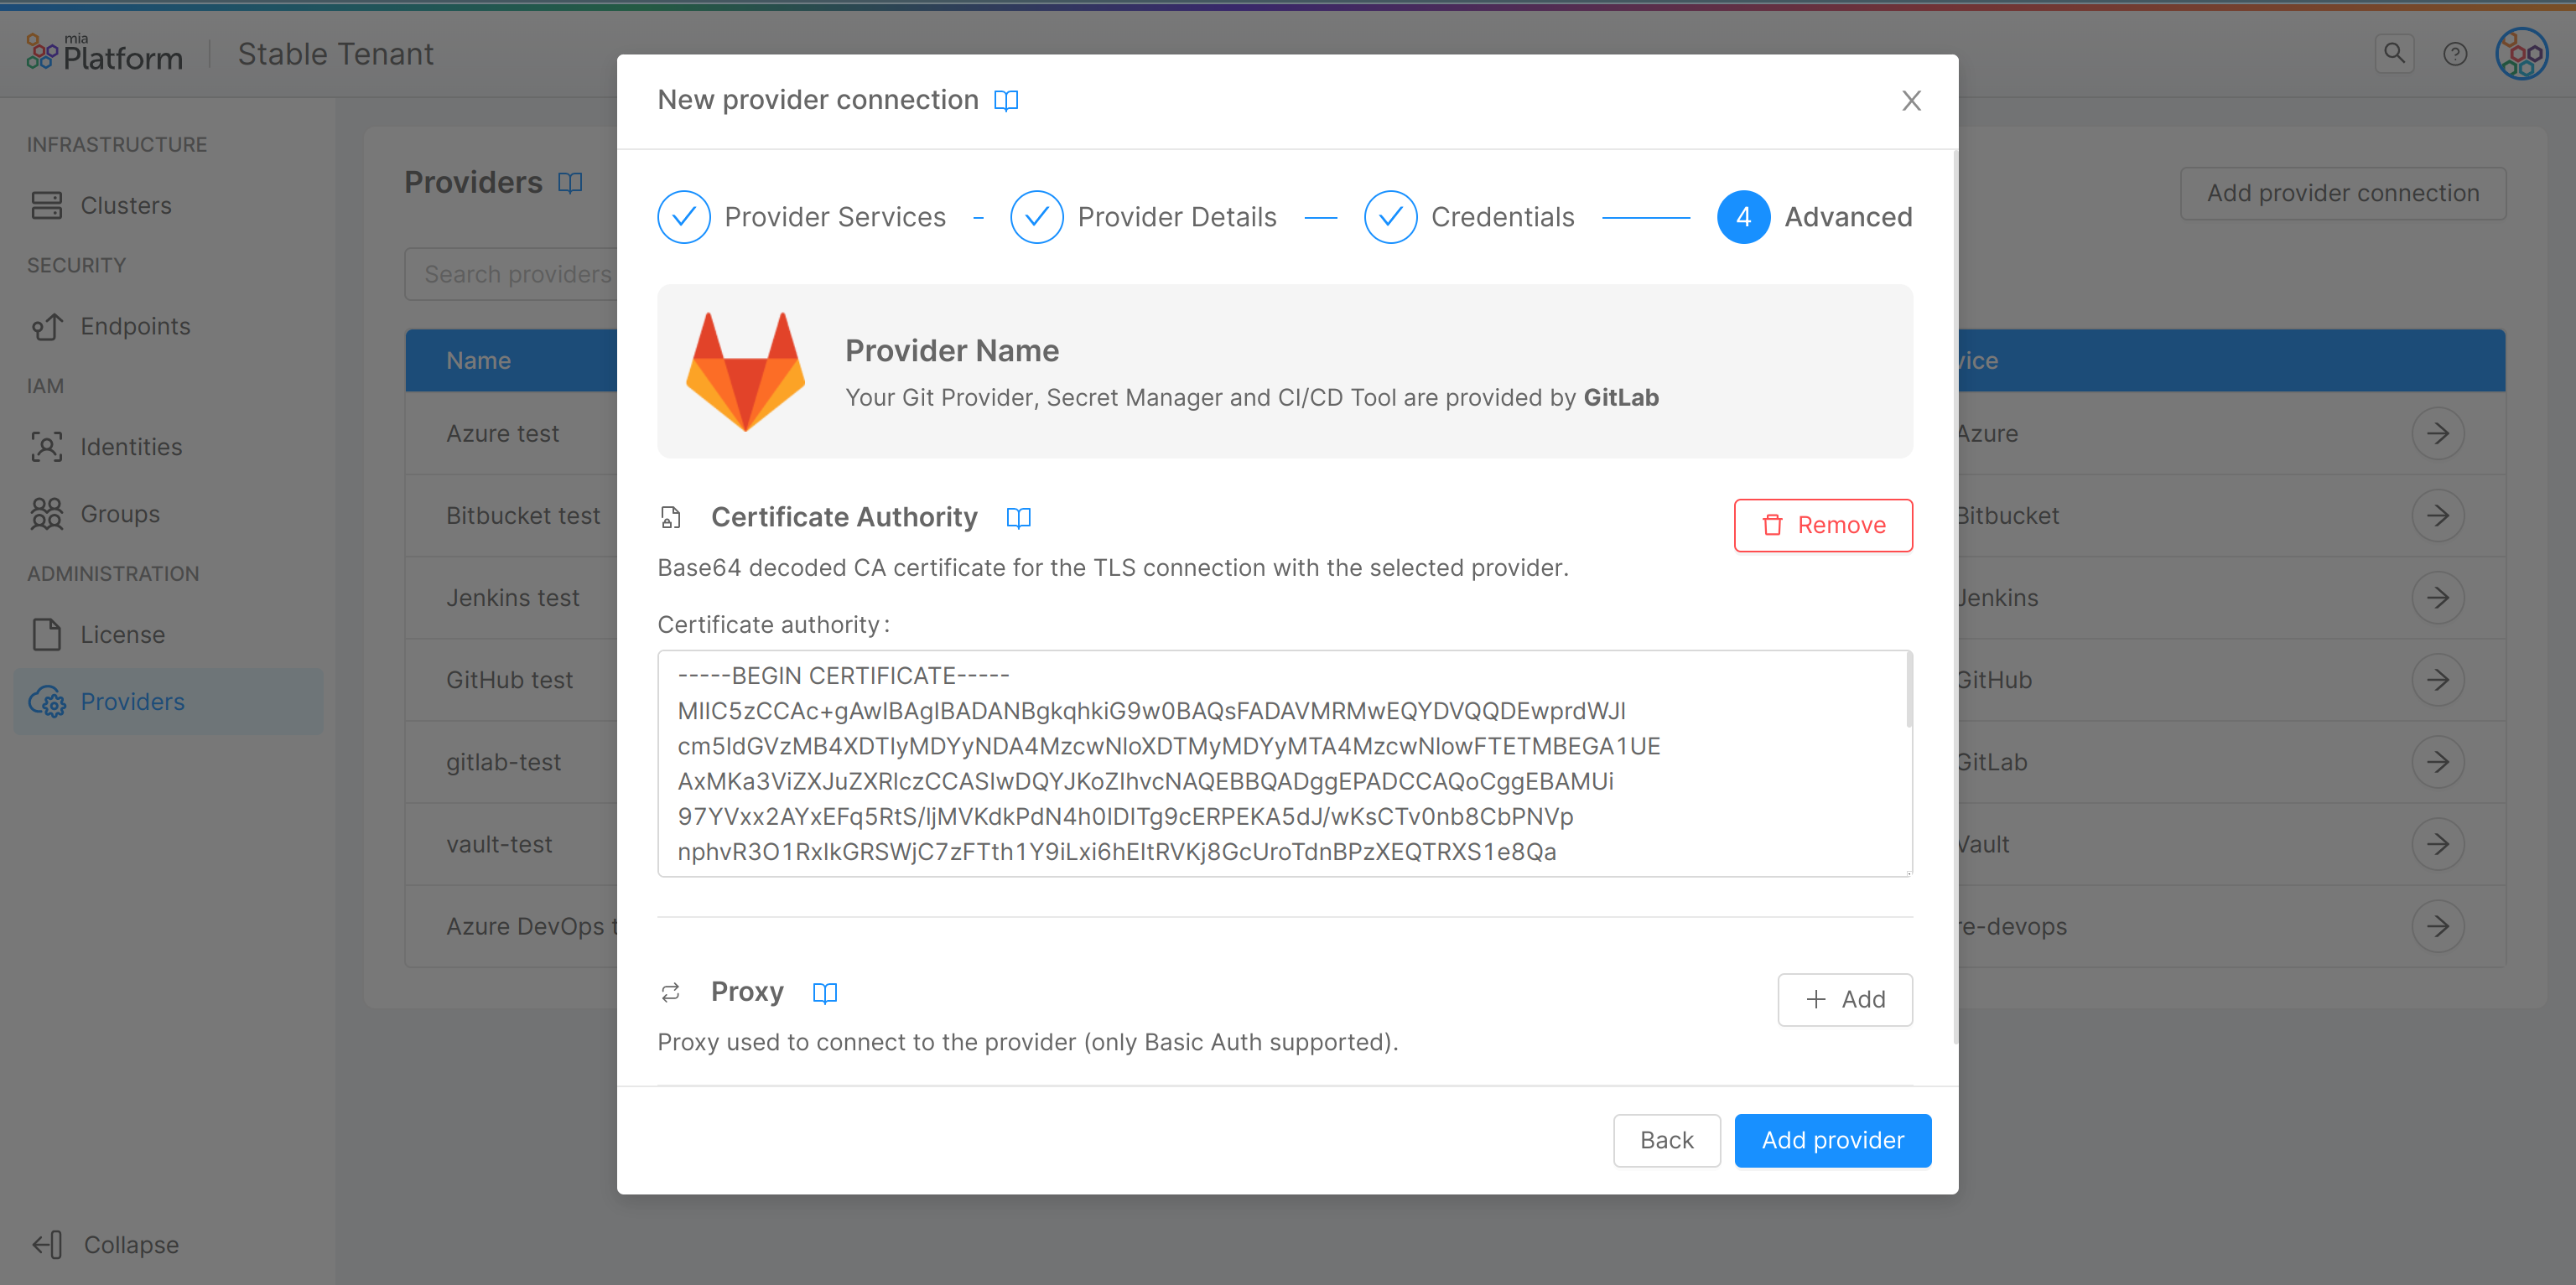 mia
Platform
Stable Tenant
INFRASTRUCTURE
Clusters
SECURITY
Endpoints
IAM
Identities
Groups
ADMINISTRATION
License
Providers
Collapse
Providers
Add provider connection
Search providers
Name
vice
Azure test
Azure
Bitbucket test
Bitbucket
Jenkins test
Jenkins
GitHub test
GitHub
gitlab-test
GitLab
vault-test
Vault
Azure DevOps t
re-devops
New provider connection
Provider Services
Provider Details
Credentials
4 Advanced
Provider Name
Your Git Provider, Secret Manager and CI/CD Tool are provided by GitLab
Certificate Authority
Remove
Base64 decoded CA certificate for the TLS connection with the selected provider.
Certificate authority:
-----BEGIN CERTIFICATE-----
MIIC5zCCAc+gAwIBAgIBADANBgkqhkiG9w0BAQsFADAVMRMwEQYDVQQDEwprdWJl
cm5ldGVzMB4XDTIyMDYyNDA4MzcwNloXDTMyMDYyMTA4MzcwNlowFTETMBEGA1UE
AxMKa3ViZXJuZXRlczCCASIwDQYJKoZIhvcNAQEBBQADggEPADCCAQoCggEBAMUi
97YVxx2AYxEFq5RtS/ljMVKdkPdN4h0IDITg9cERPEKA5dJ/wKsCTv0nb8CbPNVp
nphvR3O1RxIkGRSWjC7zFTth1Y9iLxi6hEItRVKj8GcUroTdnBPzXEQTRXS1e8Qa
Proxy
Add
Proxy used to connect to the provider (only Basic Auth supported).
Back
Add provider